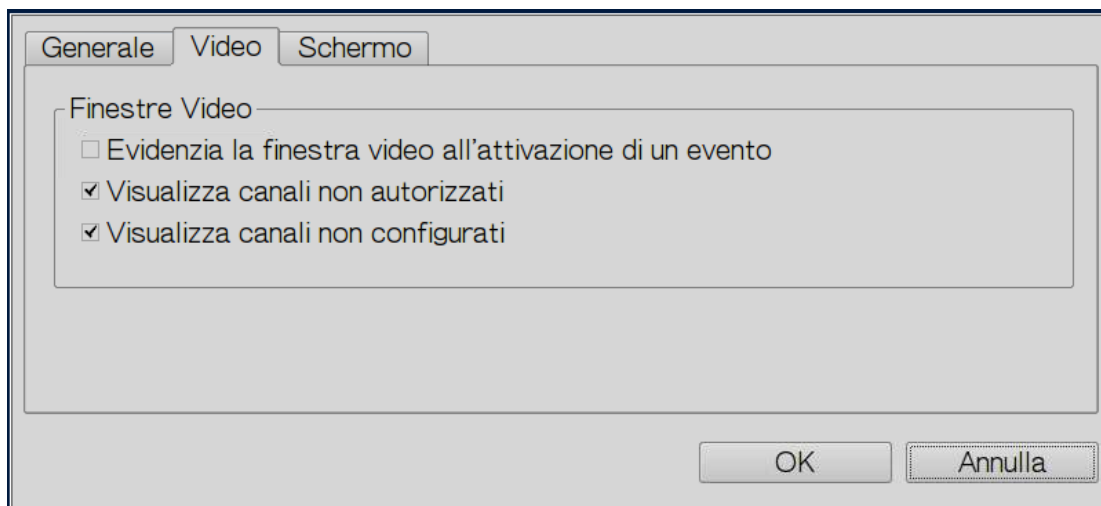 Generale Video Schermo
Finestre Video
Evidenzia la finestra video all'attivazione di un evento
Visualizza canali non autorizzati
Visualizza canali non configurati
OK Annulla